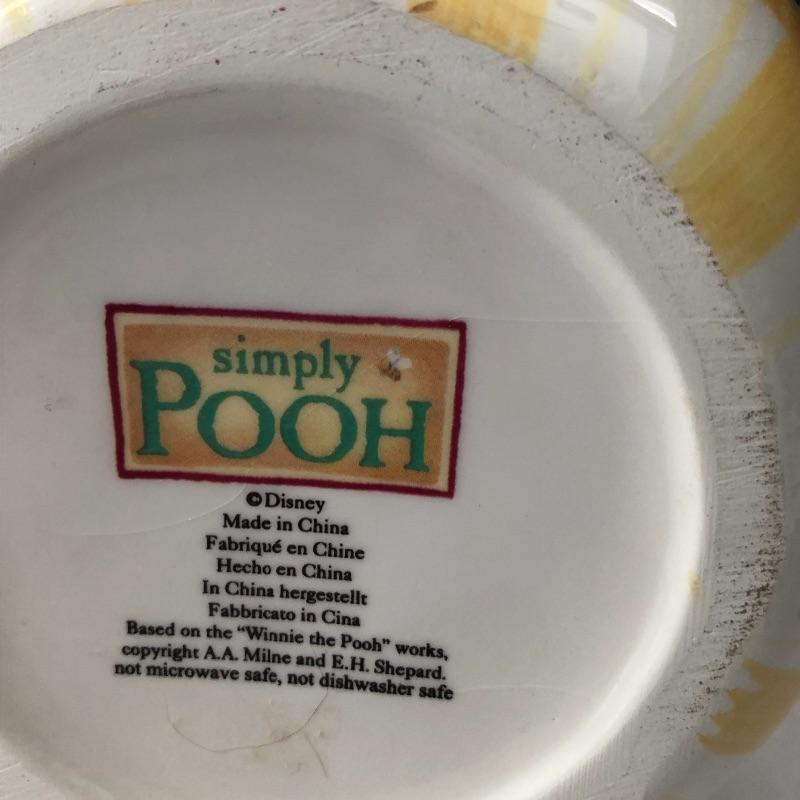 simply
POOH
©Disney
Made in China
Fabriqué en Chine
Hecho en China
In China hergestellt
Fabbricato in Cina
Based on the "Winnie the Pooh" works,
copyright A.A. Milne and E.H. Shepard.
not microwave safe, not dishwasher safe